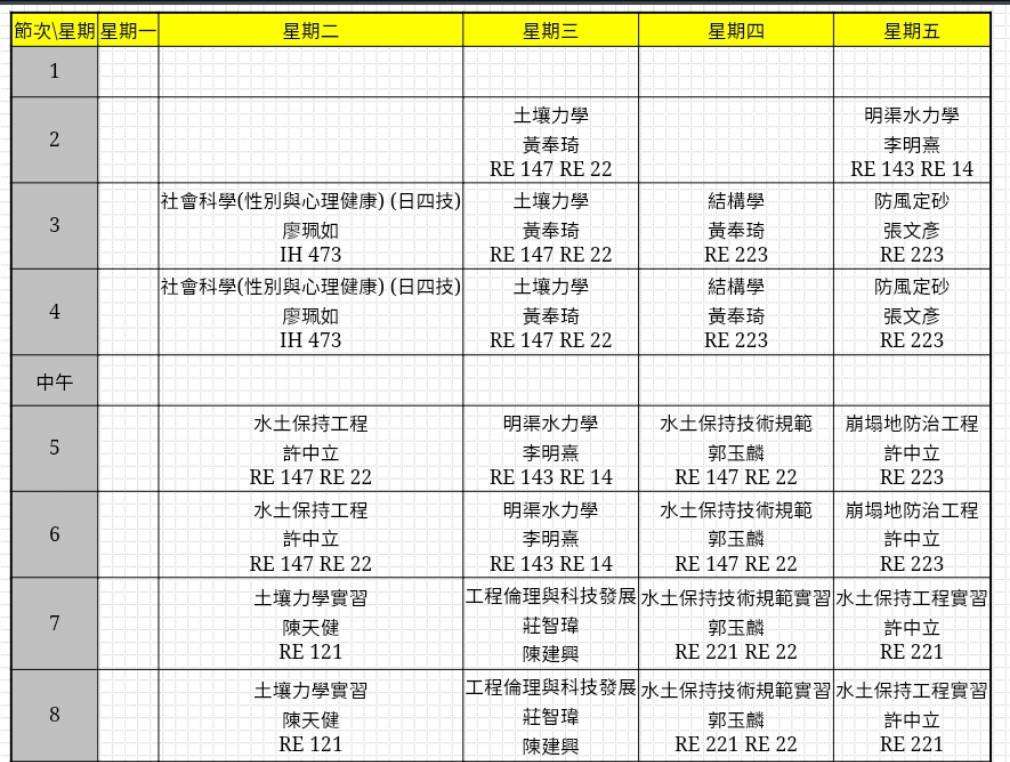 節次\星期 星期一 星期二 星期三 星期四 星期五
1
2
土壤力學
黃奉琦
RE 147 RE 22
明渠水力學
李明熹
RE 143 RE 14
3
社會科學(性別與心理健康) (日四技)
廖珮如
IH 473
土壤力學
黃奉琦
RE 147 RE 22
結構學
黃奉琦
RE 223
防風定砂
張文彥
RE 223
4
社會科學(性別與心理健康) (日四技)
廖珮如
IH 473
土壤力學
黃奉琦
RE 147 RE 22
結構學
黃奉琦
RE 223
防風定砂
張文彥
RE 223
中午
5
水土保持工程
許中立
RE 147 RE 22
明渠水力學
李明熹
RE 143 RE 14
水土保持技術規範
郭玉麟
RE 147 RE 22
崩塌地防治工程
許中立
RE 223
6
水土保持工程
許中立
RE 147 RE 22
明渠水力學
李明熹
RE 143 RE 14
水土保持技術規範
郭玉麟
RE 147 RE 22
崩塌地防治工程
許中立
RE 223
7
土壤力學實習
陳天健
RE 121
工程倫理與科技發展
莊智瑋
陳建興
水土保持技術規範實習
郭玉麟
RE 221 RE 22
水土保持工程實習
許中立
RE 221
8
土壤力學實習
陳天健
RE 121
工程倫理與科技發展
莊智瑋
陳建興
水土保持技術規範實習
郭玉麟
RE 221 RE 22
水土保持工程實習
許中立
RE 221